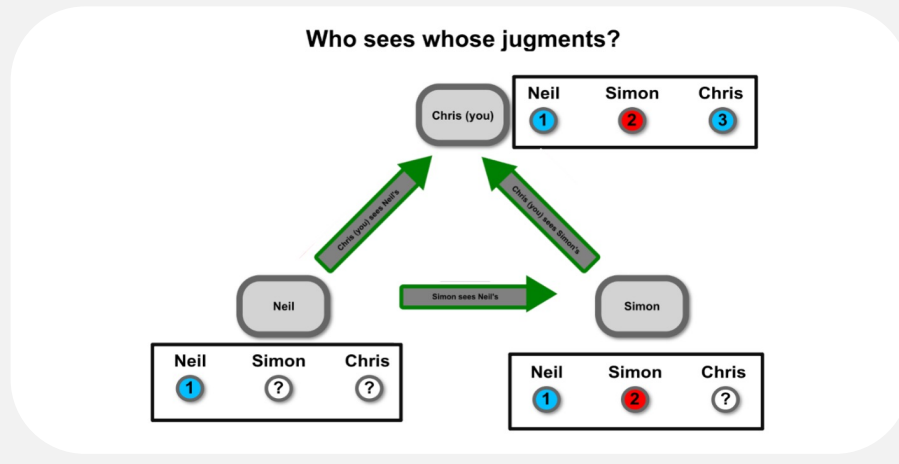 Who sees whose jugments?
Chris (you)
Neil Simon Chris
1 2 3
Chris (you) sees Neil's
Chris (you) sees Simon's
Neil
Simon sees Neil's
Simon
Neil Simon Chris
1 ? ?
Neil Simon Chris
1 2 ?